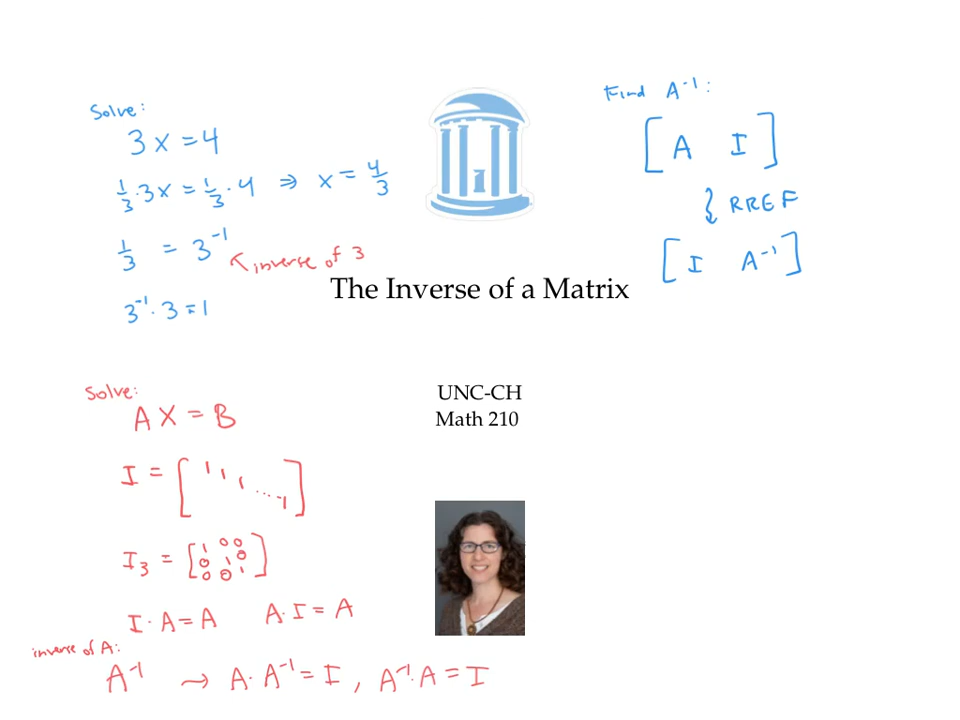 Solve:
3x = 4
1/3 · 3x = 1/3 · 4 ⇒ x = 4/3
1/3 = 3⁻¹ ↖ inverse of 3
3⁻¹ · 3 = 1
Find A⁻¹:
[A I]
RREF
[I A⁻¹]
The Inverse of a Matrix
UNC-CH
Math 210
Solve:
AX = B
I = [1 1 1 ... 1]
I₃ = [1 0 0
0 1 0
0 0 1]
I · A = A A · I = A
inverse of A:
A⁻¹ → A · A⁻¹ = I, A⁻¹ · A = I